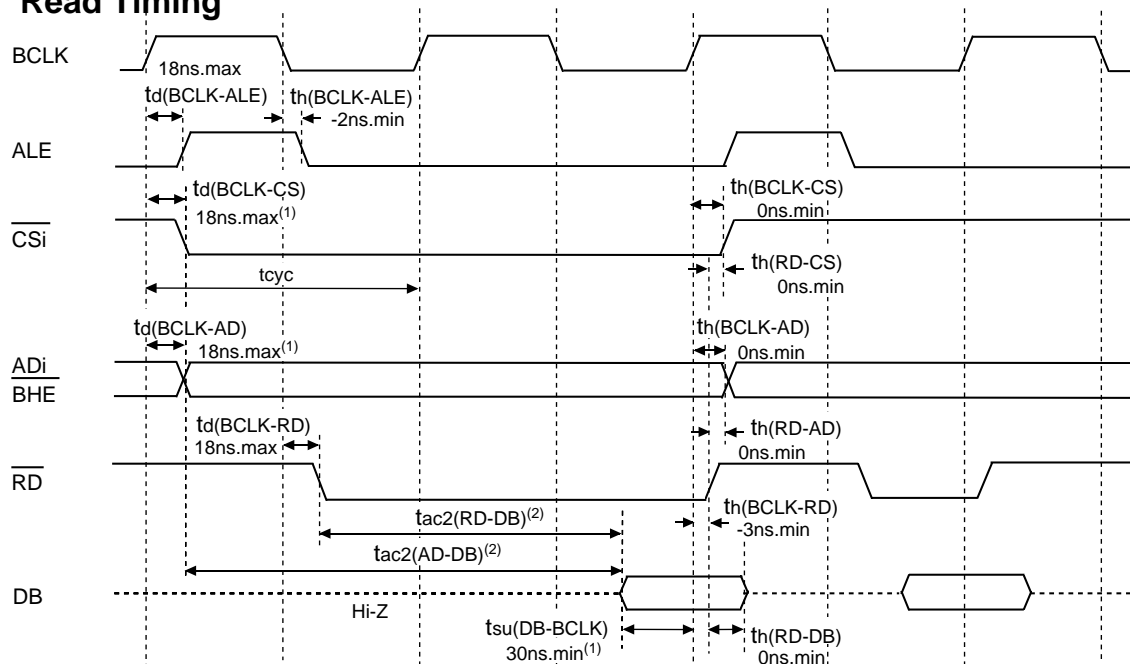 Read Timing
BCLK
18ns.max
td(BCLK-ALE)
th(BCLK-ALE)
-2ns.min
ALE
td(BCLK-CS)
18ns.max(1)
th(BCLK-CS)
0ns.min
CSi
tcyc
th(RD-CS)
0ns.min
td(BCLK-AD)
18ns.max(1)
th(BCLK-AD)
0ns.min
ADi
BHE
td(BCLK-RD)
18ns.max
th(RD-AD)
0ns.min
RD
tac2(RD-DB)(2)
th(BCLK-RD)
-3ns.min
tac2(AD-DB)(2)
DB
Hi-Z
tsu(DB-BCLK)
30ns.min(1)
th(RD-DB)
0ns.min